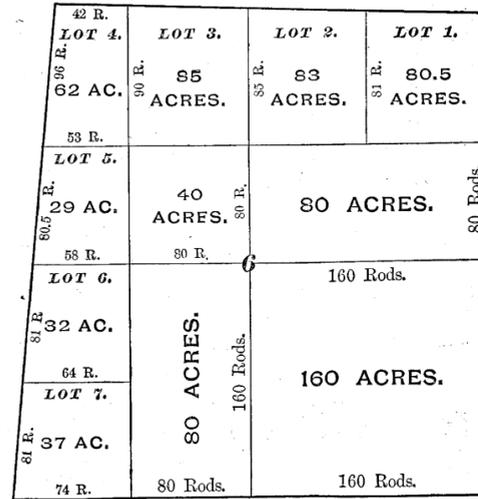 42 R.
LOT 4.
96 R.
62 AC.
53 R.
LOT 3.
90 R.
85
ACRES.
LOT 2.
85 R.
83
ACRES.
LOT 1.
81 R.
80.5
ACRES.
LOT 5.
80.5 R.
29 AC.
58 R.
40
ACRES.
80 R.
80 R.
80 ACRES.
80 Rods.
6
160 Rods.
LOT 6.
81 R
32 AC.
64 R.
LOT 7.
81 R.
37 AC.
74 R.
80 ACRES.
160 Rods.
80 Rods.
160 ACRES.
160 Rods.